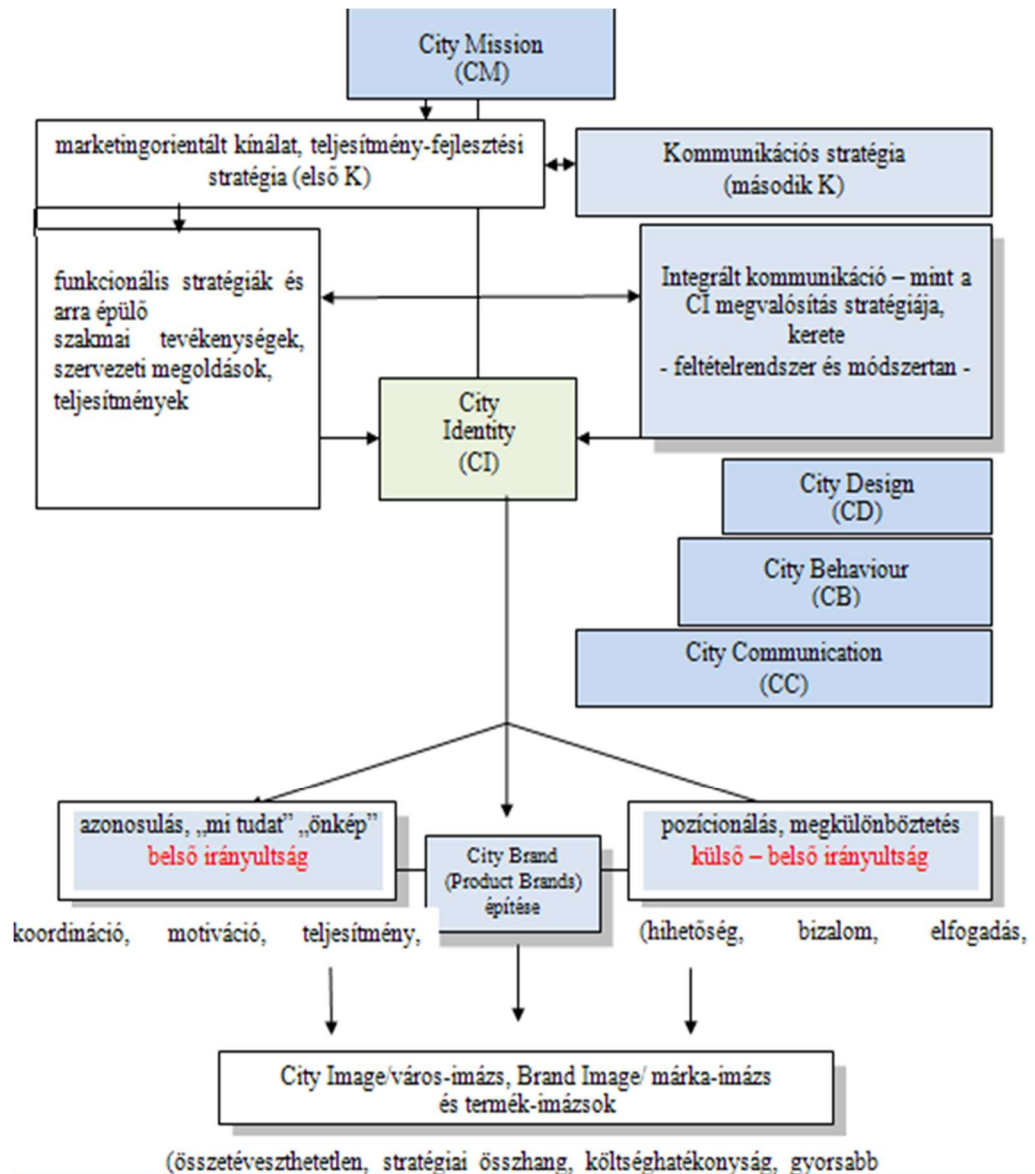 City Mission
(CM)
marketingorientált kínálat, teljesítmény-fejlesztési
stratégia (első K)
Kommunikációs stratégia
(második K)
funkcionális stratégiák és
arra épülő
szakmai tevékenységek,
szervezeti megoldások,
teljesítmények
Integrált kommunikáció – mint a
CI megvalósítás stratégiája,
kerete
- feltételrendszer és módszertan -
City
Identity
(CI)
City Design
(CD)
City Behaviour
(CB)
City Communication
(CC)
azonosulás, „mi tudat” „önkép”
belső irányultság
City Brand
(Product Brands)
építése
pozícionálás, megkülönböztetés
külső – belső irányultság
koordináció, motiváció, teljesítmény,
(hihetőség, bizalom, elfogadás,
City Image/város-imázs, Brand Image/ márka-imázs
és termék-imázsok
(összetéveszthetetlen, stratégiai összhang, költséghatékonyság, gyorsabb